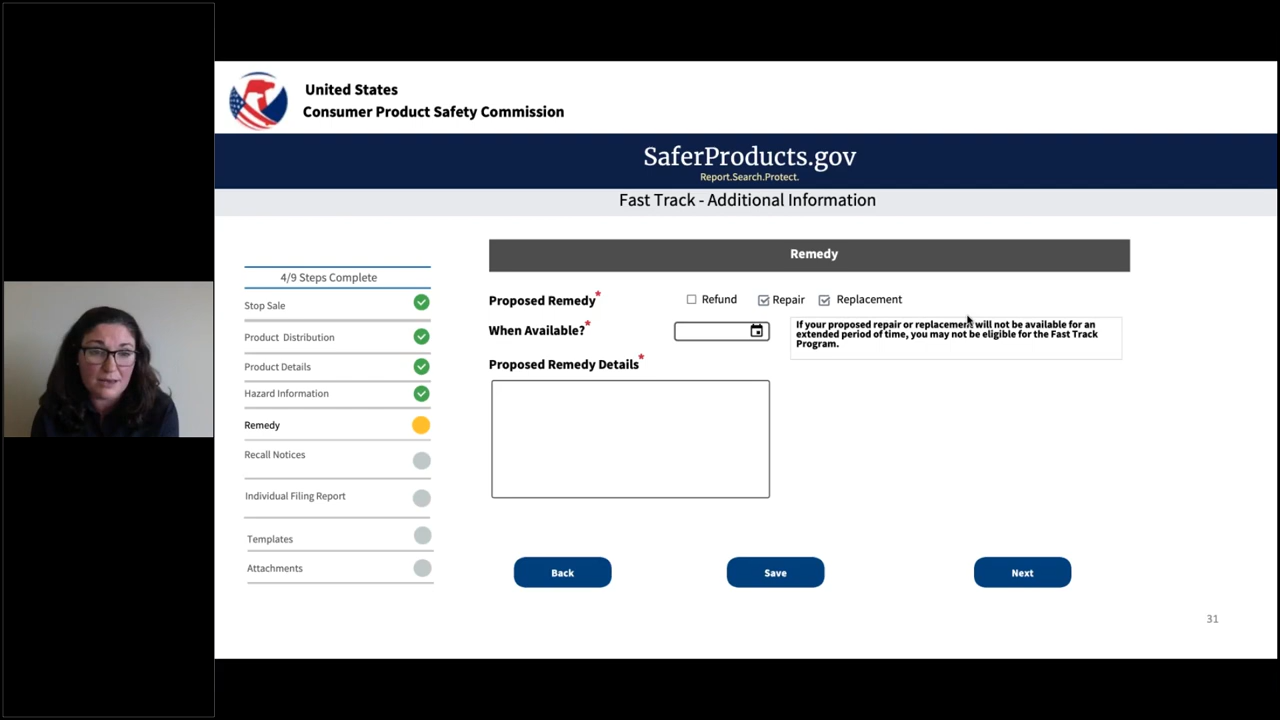 United States
Consumer Product Safety Commission
SaferProducts.gov
Report.Search.Protect.
Fast Track - Additional Information
4/9 Steps Complete
Stop Sale
Product Distribution
Product Details
Hazard Information
Remedy
Recall Notices
Individual Filing Report
Templates
Attachments
Remedy
Proposed Remedy* Refund Repair Replacement
When Available?*
If your proposed repair or replacement will not be available for an
extended period of time, you may not be eligible for the Fast Track
Program.
Proposed Remedy Details*
Back Save Next
31